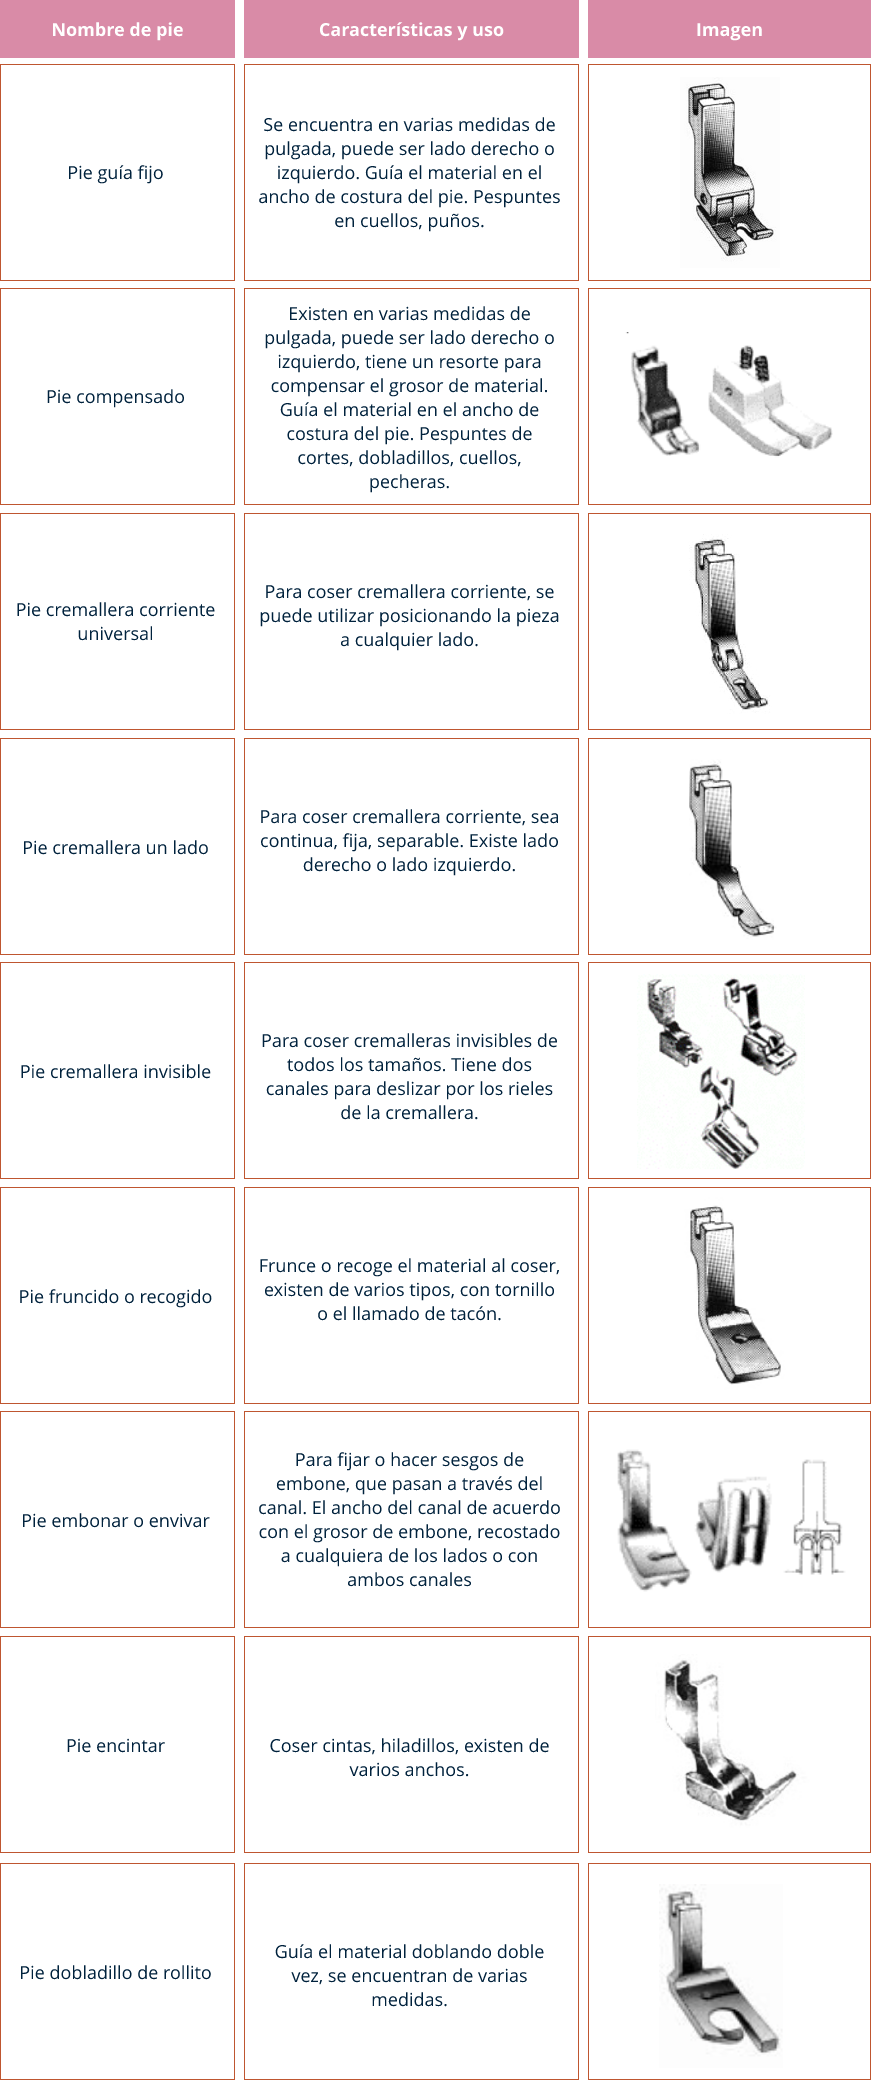 Nombre de pie
Características y uso
Imagen
Pie guía fijo
Se encuentra en varias medidas de
pulgada, puede ser lado derecho o
izquierdo. Guía el material en el
ancho de costura del pie. Pespuntes
en cuellos, puños.
Pie compensado
Existen en varias medidas de
pulgada, puede ser lado derecho o
izquierdo, tiene un resorte para
compensar el grosor de material.
Guía el material en el ancho de
costura del pie. Pespuntes de
cortes, dobladillos, cuellos,
pecheras.
Pie cremallera corriente
universal
Para coser cremallera corriente, se
puede utilizar posicionando la pieza
a cualquier lado.
Pie cremallera un lado
Para coser cremallera corriente, sea
continua, fija, separable. Existe lado
derecho o lado izquierdo.
Pie cremallera invisible
Para coser cremalleras invisibles de
todos los tamaños. Tiene dos
canales para deslizar por los rieles
de la cremallera.
Pie fruncido o recogido
Frunce o recoge el material al coser,
existen de varios tipos, con tornillo
o el llamado de tacón.
Pie embonar o envivar
Para fijar o hacer sesgos de
embone, que pasan a través del
canal. El ancho del canal de acuerdo
con el grosor de embone, recostado
a cualquiera de los lados o con
ambos canales
Pie encintar
Coser cintas, hiladillos, existen de
varios anchos.
Pie dobladillo de rollito
Guía el material doblando doble
vez, se encuentran de varias
medidas.